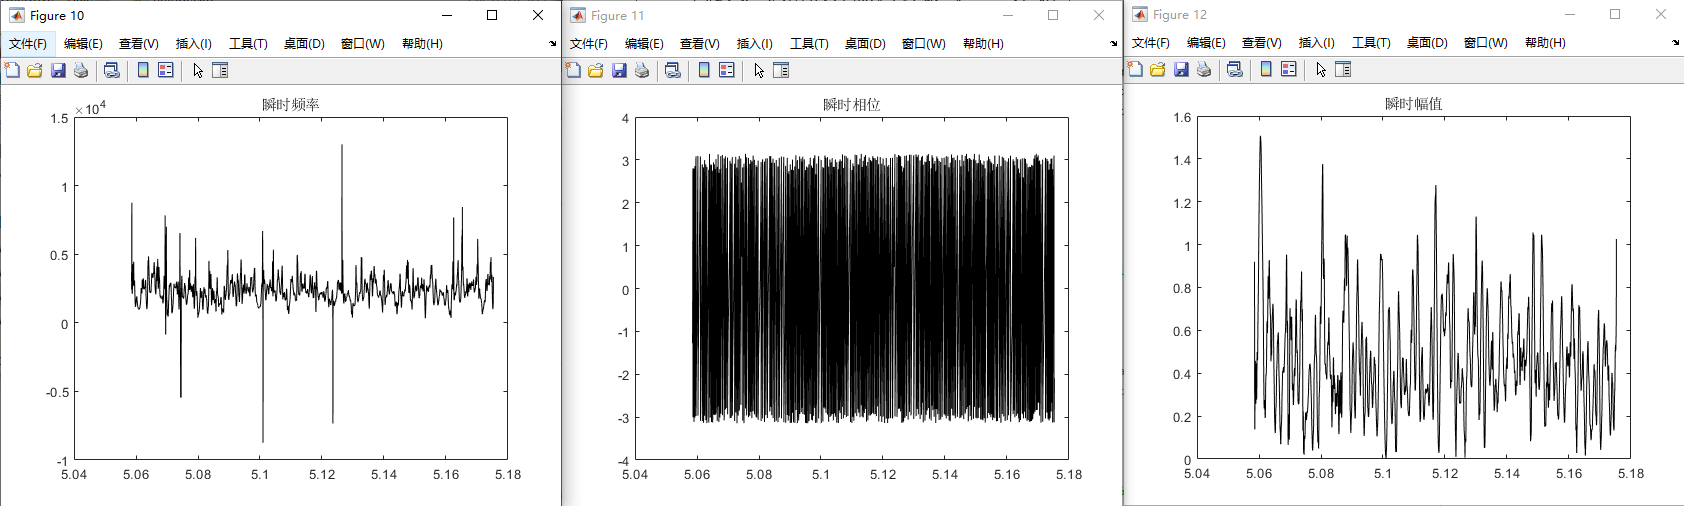 Figure 10
文件(F) 编辑(E) 查看(V) 插入(I) 工具(T) 桌面(D) 窗口(W) 帮助(H)
瞬时频率
×10^4
1.5
1
0.5
0
-0.5
-1
5.04 5.06 5.08 5.1 5.12 5.14 5.16 5.18
Figure 11
文件(F) 编辑(E) 查看(V) 插入(I) 工具(T) 桌面(D) 窗口(W) 帮助(H)
瞬时相位
4
3
2
1
0
-1
-2
-3
-4
5.04 5.06 5.08 5.1 5.12 5.14 5.16 5.18
Figure 12
文件(F) 编辑(E) 查看(V) 插入(I) 工具(T) 桌面(D) 窗口(W) 帮助(H)
瞬时幅值
1.6
1.4
1.2
1
0.8
0.6
0.4
0.2
0
5.04 5.06 5.08 5.1 5.12 5.14 5.16 5.18